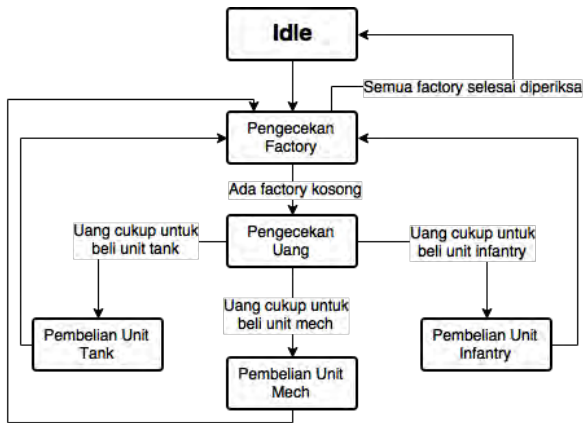 Idle
Semua factory selesai diperiksa
Pengecekan
Factory
Ada factory kosong
Uang cukup untuk
beli unit tank
Pengecekan
Uang
Uang cukup untuk
beli unit infantry
Uang cukup untuk
beli unit mech
Pembelian Unit
Tank
Pembelian Unit
Infantry
Pembelian Unit
Mech